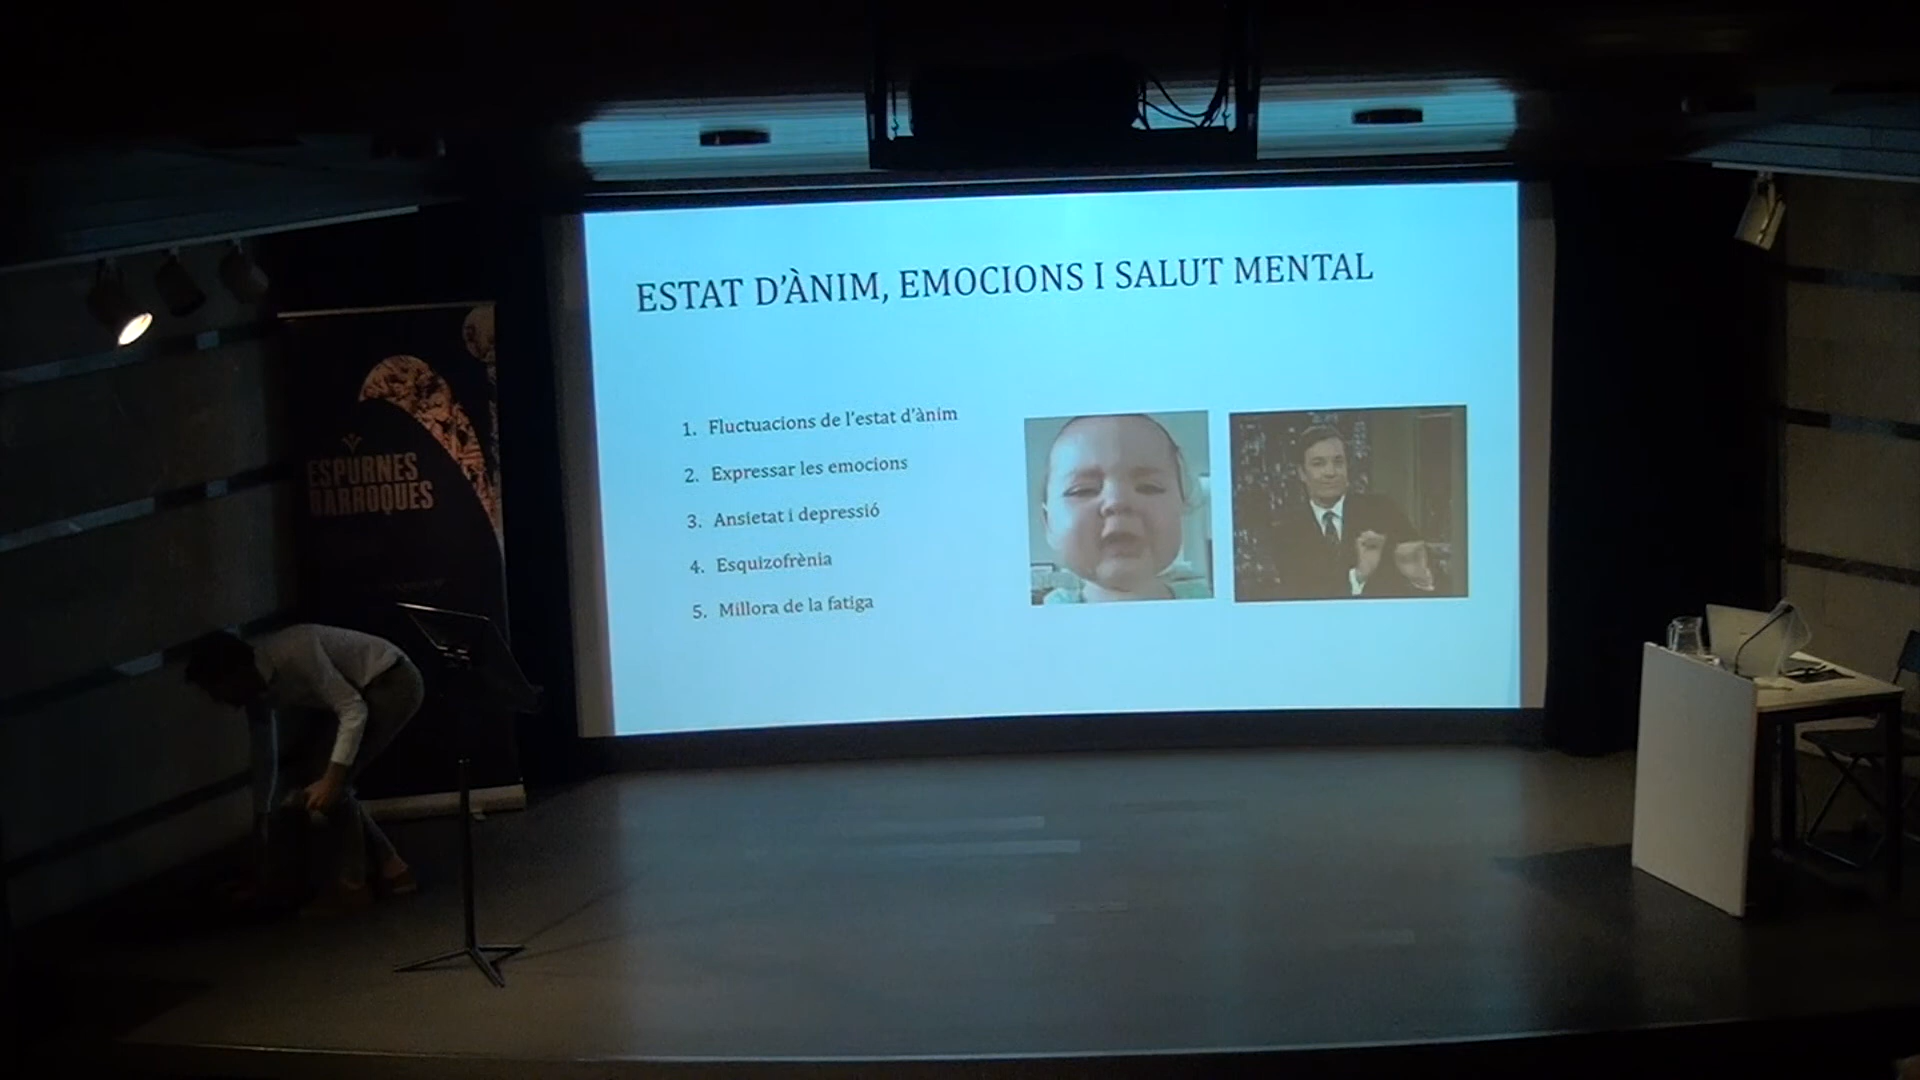 ESTAT D'ÀNIM, EMOCIONS I SALUT MENTAL
1. Fluctuacions de l'estat d'ànim
2. Expressar les emocions
3. Ansietat i depressió
4. Esquizofrènia
5. Millora de la fatiga
ESPURNES
BARROQUES